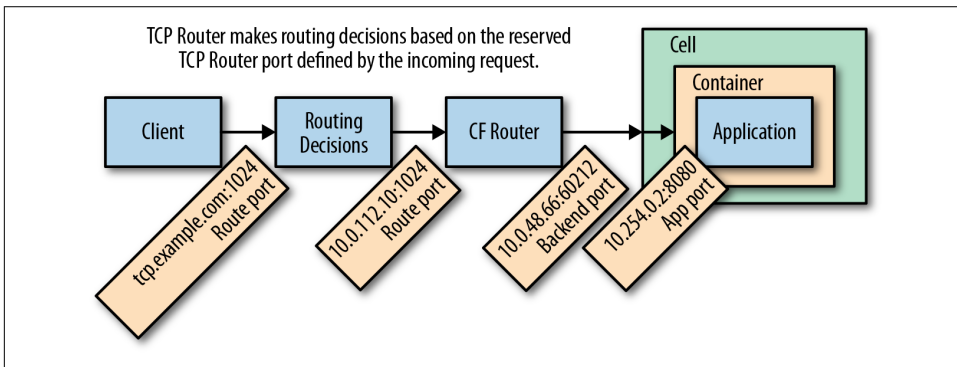 TCP Router makes routing decisions based on the reserved
TCP Router port defined by the incoming request.
Cell
Container
Client
Routing
Decisions
CF Router
Application
tcp.example.com:1024
Route port
10.0.112.10:1024
Route port
10.0.48.66:60212
Backend port
10.254.0.2:8080
App port